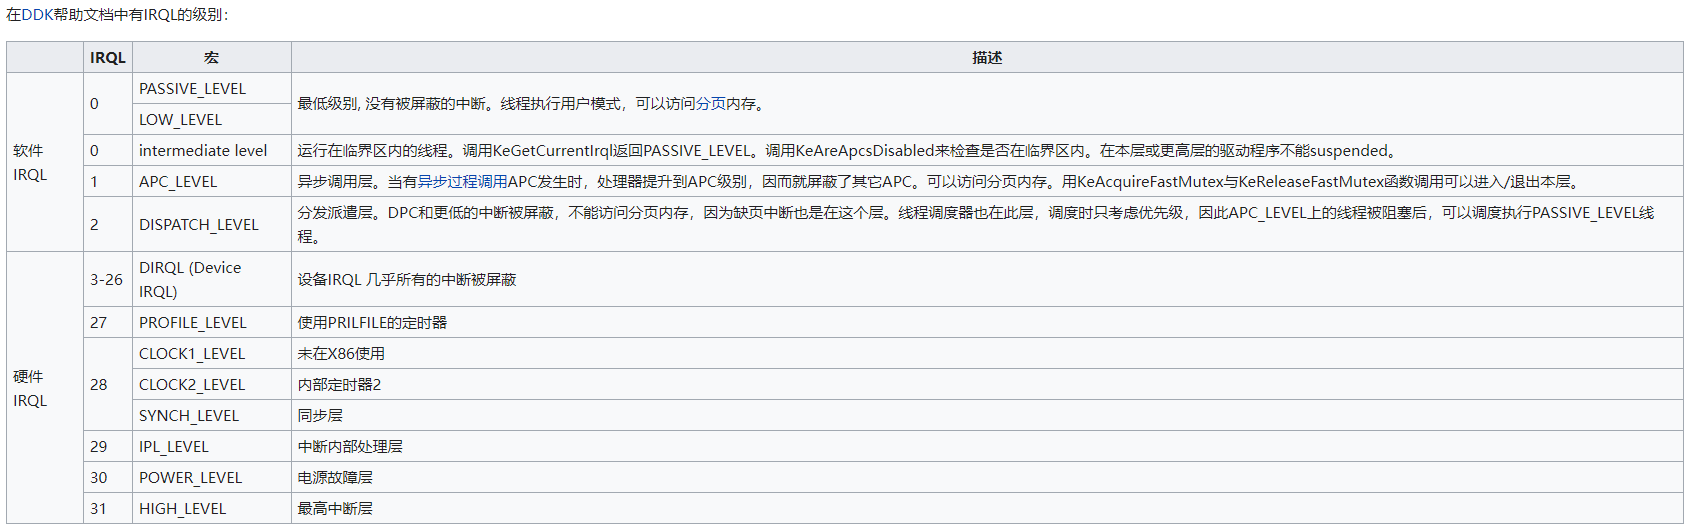 在DDK帮助文档中有IRQL的级别：
IRQL 宏 描述
软件
IRQL
0
PASSIVE_LEVEL
LOW_LEVEL
最低级别, 没有被屏蔽的中断。线程执行用户模式，可以访问分页内存。
0 intermediate level 运行在临界区内的线程。调用KeGetCurrentIrql返回PASSIVE_LEVEL。调用KeAreApcsDisabled来检查是否在临界区内。在本层或更高层的驱动程序不能suspended。
1 APC_LEVEL 异步调用层。当有异步过程调用APC发生时，处理器提升到APC级别，因而就屏蔽了其它APC。可以访问分页内存。用KeAcquireFastMutex与KeReleaseFastMutex函数调用可以进入/退出本层。
2 DISPATCH_LEVEL 分发派遣层。DPC和更低的中断被屏蔽，不能访问分页内存，因为缺页中断也是在这个层。线程调度器也在此层，调度时只考虑优先级，因此APC_LEVEL上的线程被阻塞后，可以调度执行PASSIVE_LEVEL线
程。
硬件
IRQL
3-26
DIRQL (Device
IRQL)
设备IRQL 几乎所有的中断被屏蔽
27 PROFILE_LEVEL 使用PRILFILE的定时器
28
CLOCK1_LEVEL 未在X86使用
CLOCK2_LEVEL 内部定时器2
SYNCH_LEVEL 同步层
29 IPL_LEVEL 中断内部处理层
30 POWER_LEVEL 电源故障层
31 HIGH_LEVEL 最高中断层